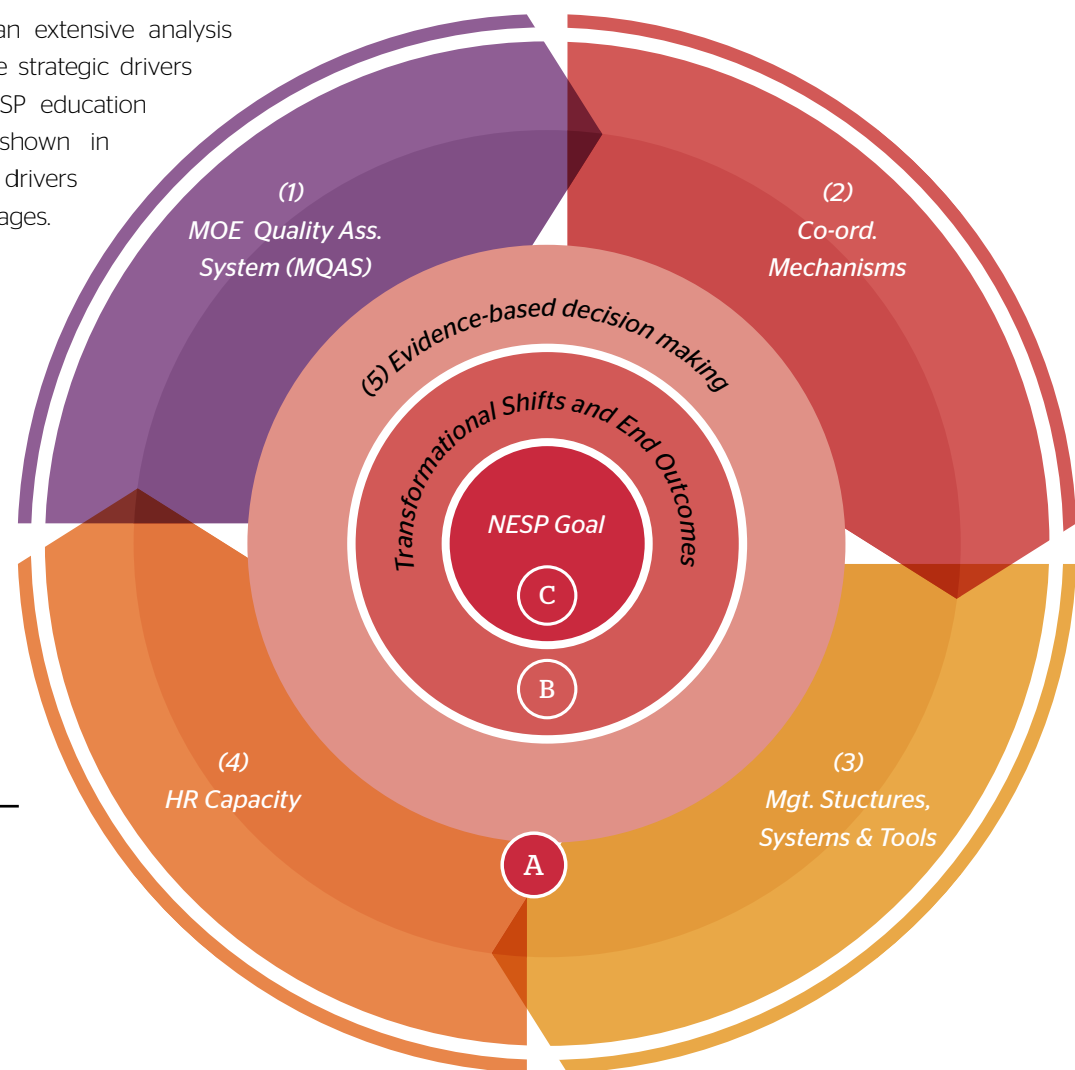 an extensive analysis
strategic drivers
education
shown in
drivers
(1)
MOE Quality Ass.
System (MQAS)
(2)
Co-ord.
Mechanisms
(5) Evidence-based decision making
Transformational Shifts and End Outcomes
NESP Goal
C
B
(4)
HR Capacity
(3)
Mgt. Stuctures,
Systems & Tools
A